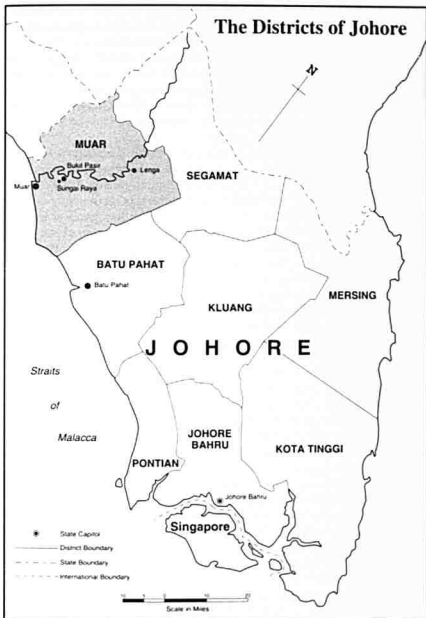 The Districts of Johore
N
MUAR
Bukil Pasir
Lenga
Muar
Sungai Raya
SEGAMAT
BATU PAHAT
Batu Pahat
MERSING
KLUANG
JOHORE
Straits
of
Malacca
JOHORE
BAHRU
KOTA TINGGI
PONTIAN
Johore Bahru
Singapore
State Capitol
District Boundary
State Boundary
International Boundary
Scale in Miles